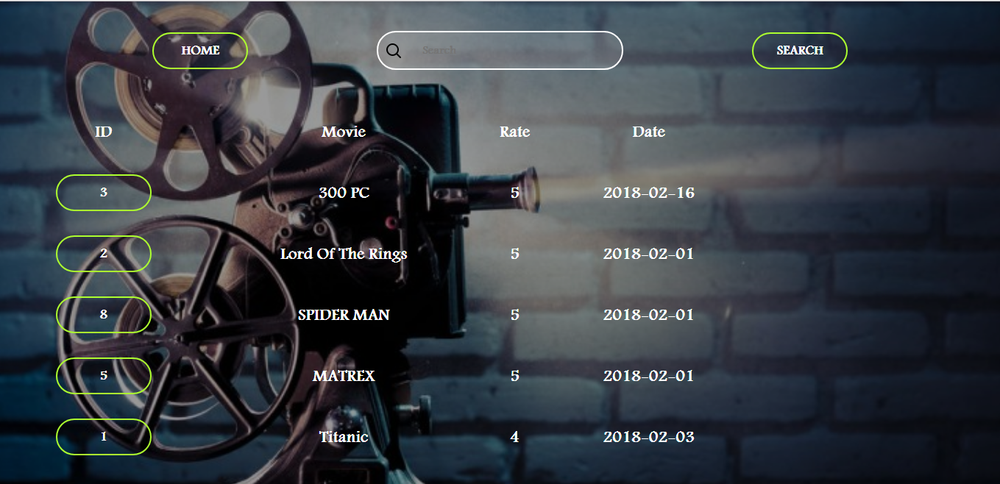 HOME Search SEARCH
ID Movie Rate Date
3 300 PC 5 2018-02-16
2 Lord Of The Rings 5 2018-02-01
8 SPIDER MAN 5 2018-02-01
5 MATREX 5 2018-02-01
1 Titanic 4 2018-02-03